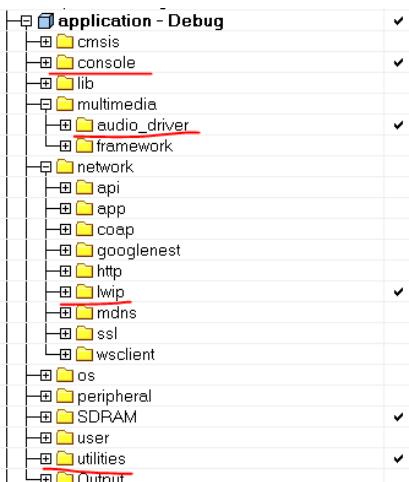 application - Debug
cmsis
console
lib
multimedia
audio_driver
framework
network
api
app
coap
googlenest
http
lwip
mdns
ssl
wsclient
os
peripheral
SDRAM
user
utilities
Output